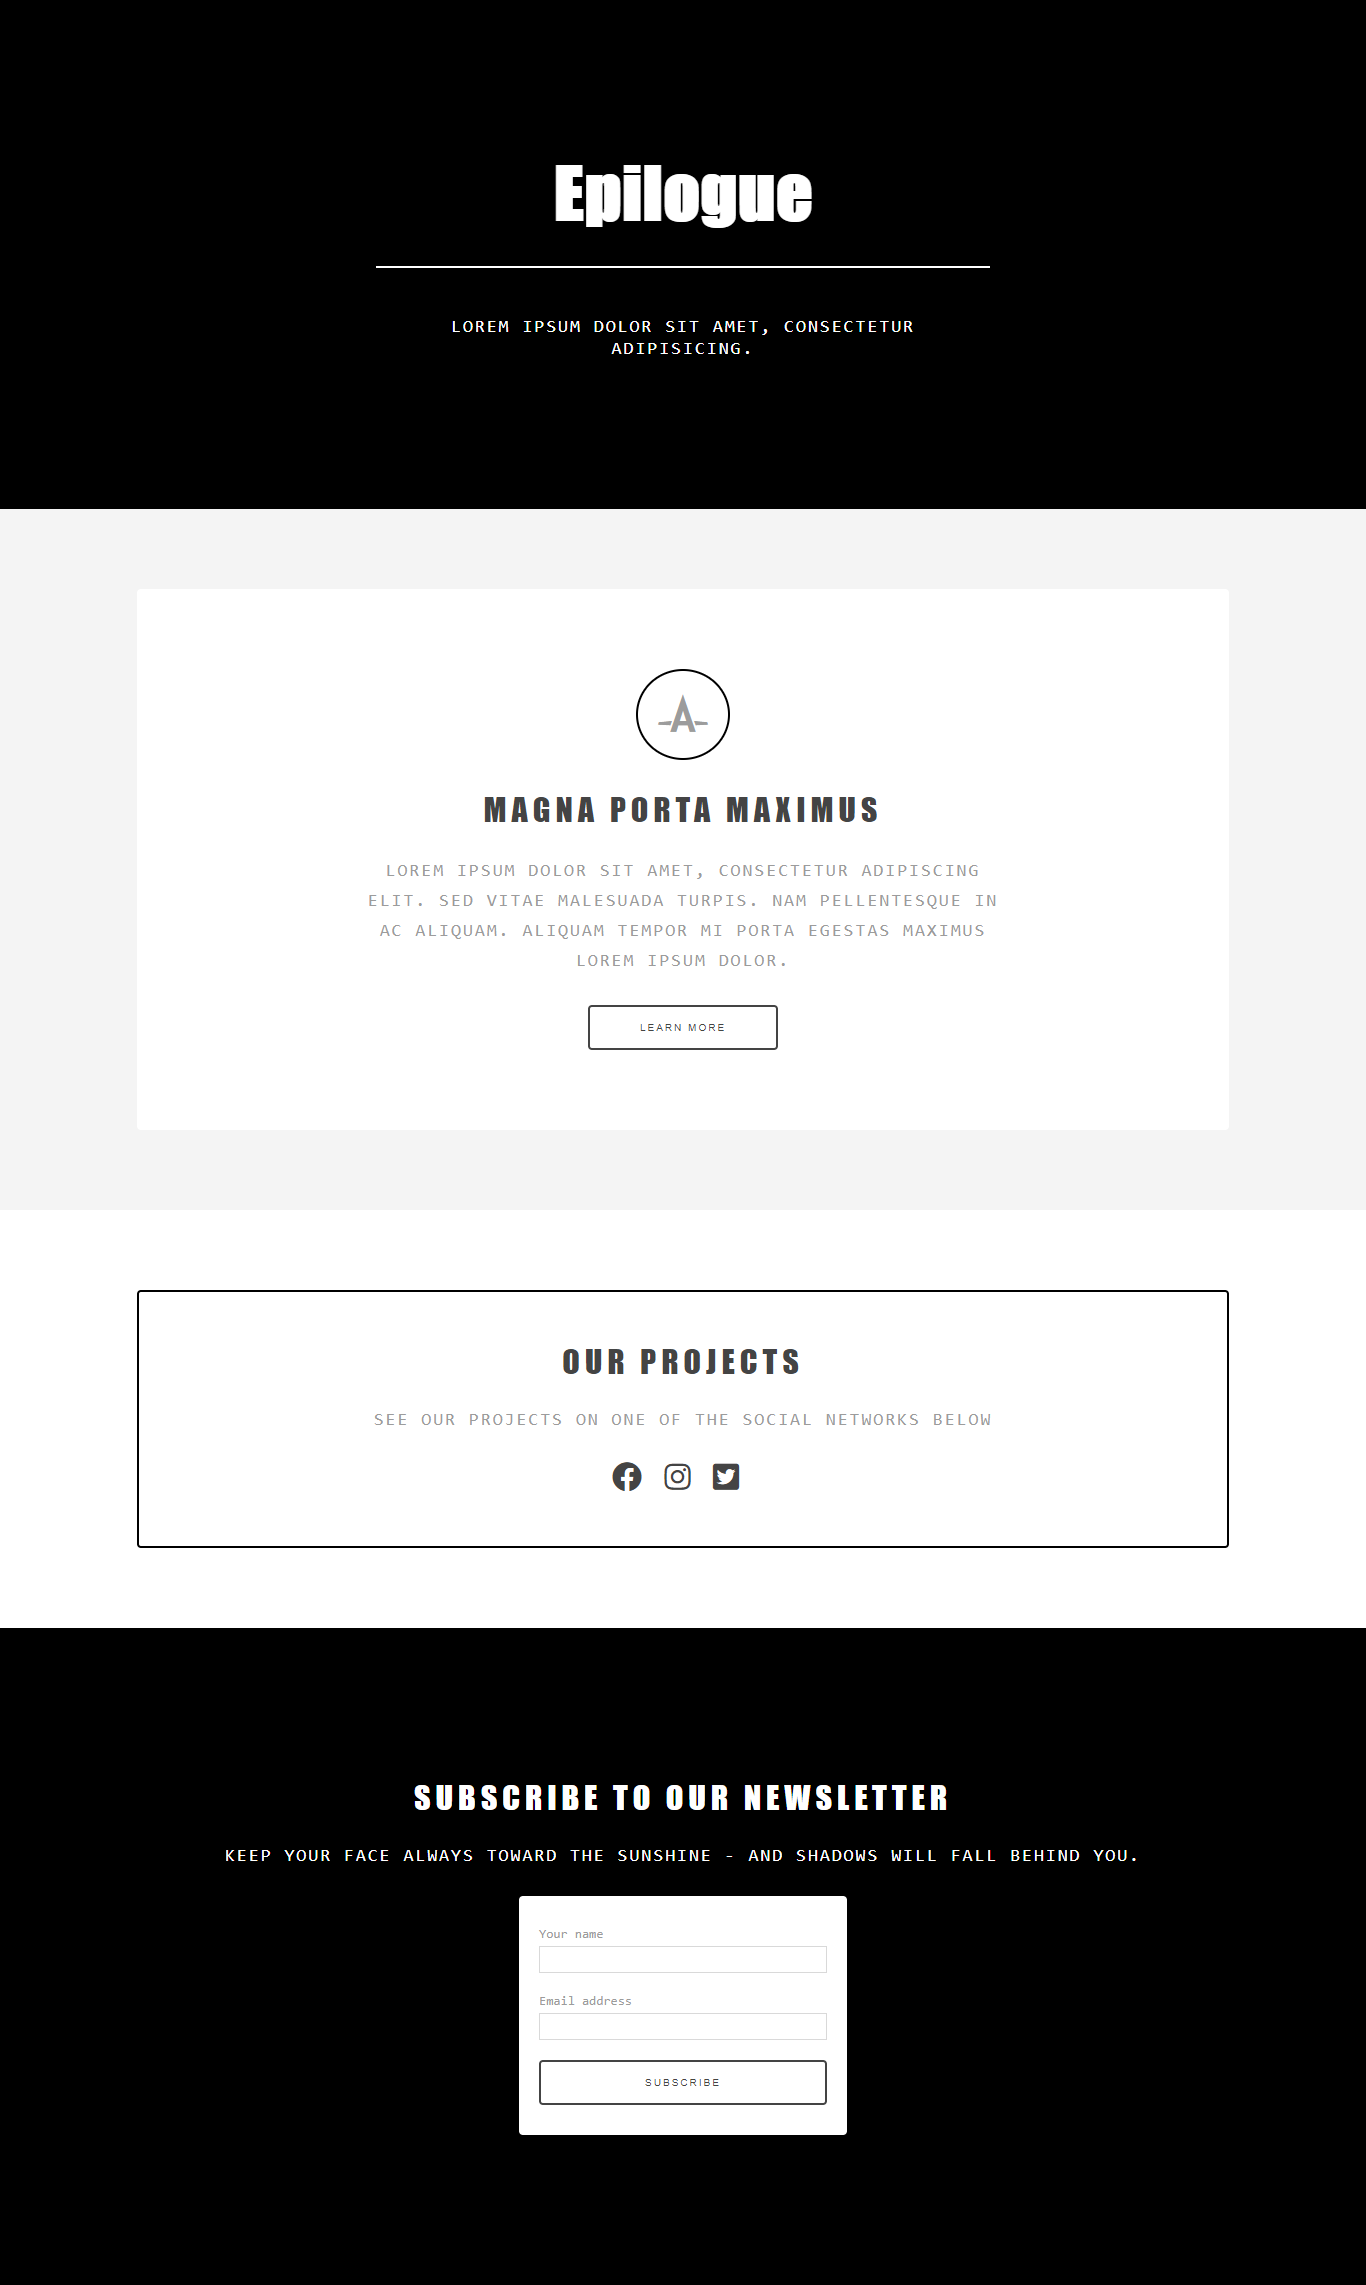 Epilogue
LOREM IPSUM DOLOR SIT AMET, CONSECTETUR
ADIPISICING.
A
MAGNA PORTA MAXIMUS
LOREM IPSUM DOLOR SIT AMET, CONSECTETUR ADIPISCING
ELIT. SED VITAE MALESUADA TURPIS. NAM PELLENTESQUE IN
AC ALIQUAM. ALIQUAM TEMPOR MI PORTA EGESTAS MAXIMUS
LOREM IPSUM DOLOR.
LEARN MORE
OUR PROJECTS
SEE OUR PROJECTS ON ONE OF THE SOCIAL NETWORKS BELOW
SUBSCRIBE TO OUR NEWSLETTER
KEEP YOUR FACE ALWAYS TOWARD THE SUNSHINE - AND SHADOWS WILL FALL BEHIND YOU.
Your name
Email address
SUBSCRIBE